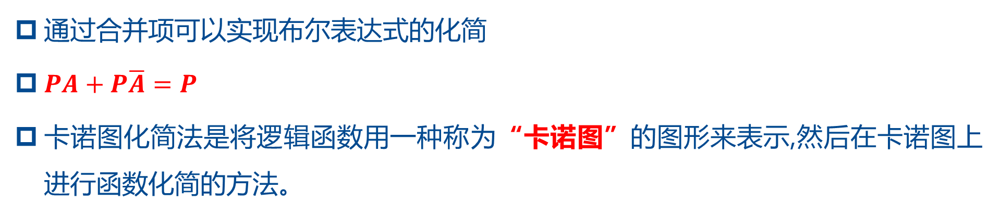 通过合并项可以实现布尔表达式的化简
PA + PA̅ = P
卡诺图化简法是将逻辑函数用一种称为“卡诺图”的图形来表示,然后在卡诺图上
进行函数化简的方法。